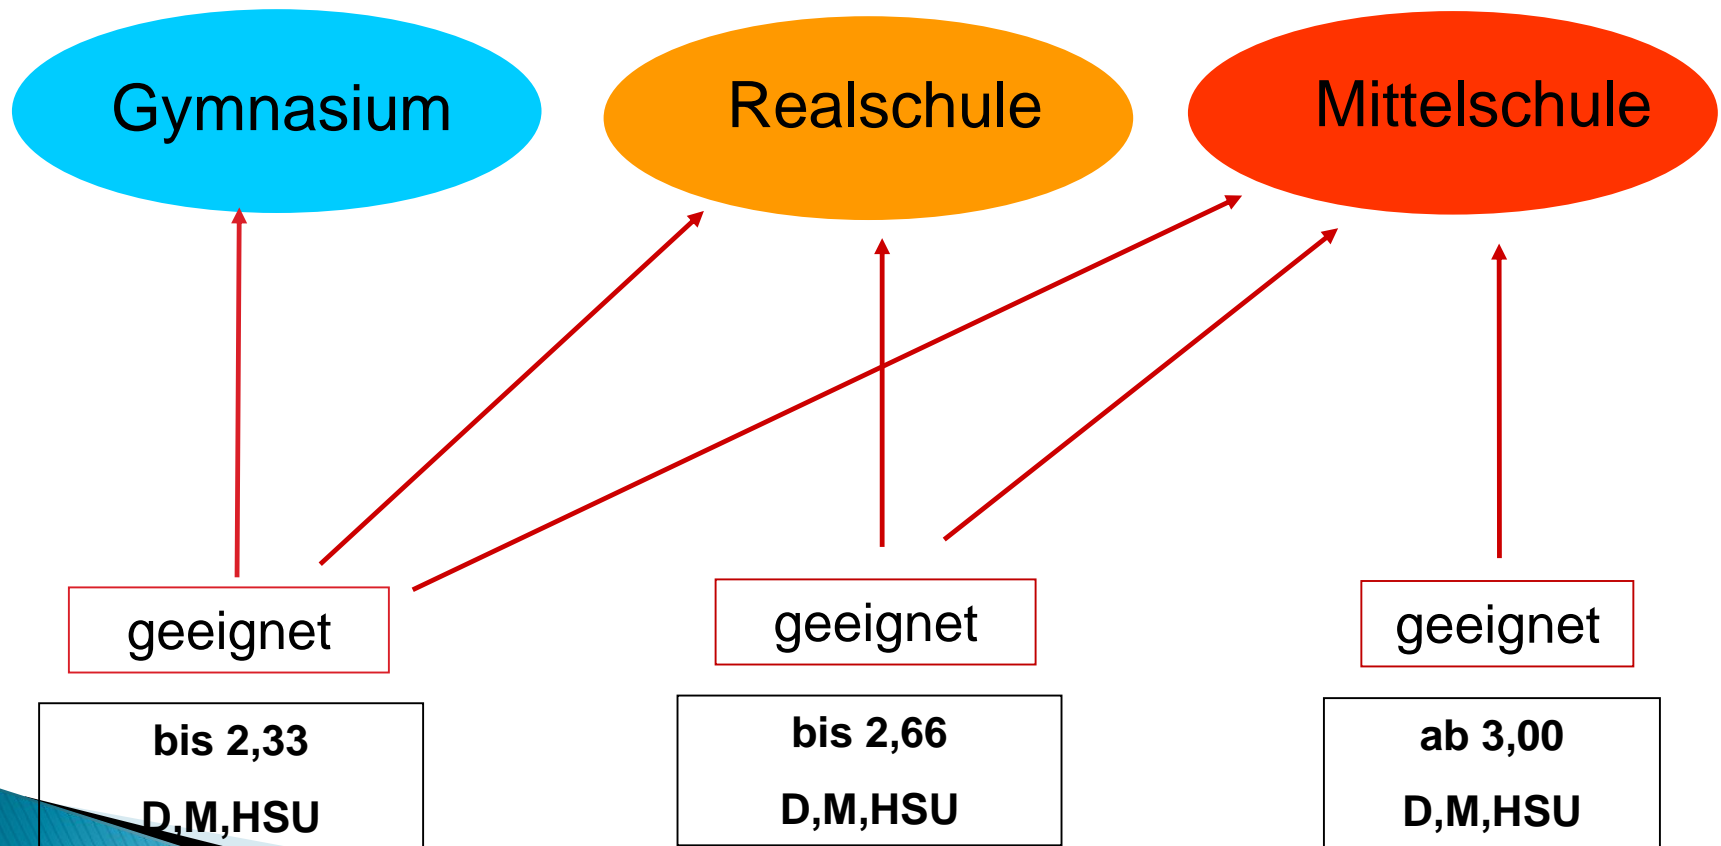 Gymnasium
Realschule
Mittelschule
geeignet
geeignet
geeignet
bis 2,33
D,M,HSU
bis 2,66
D,M,HSU
ab 3,00
D,M,HSU